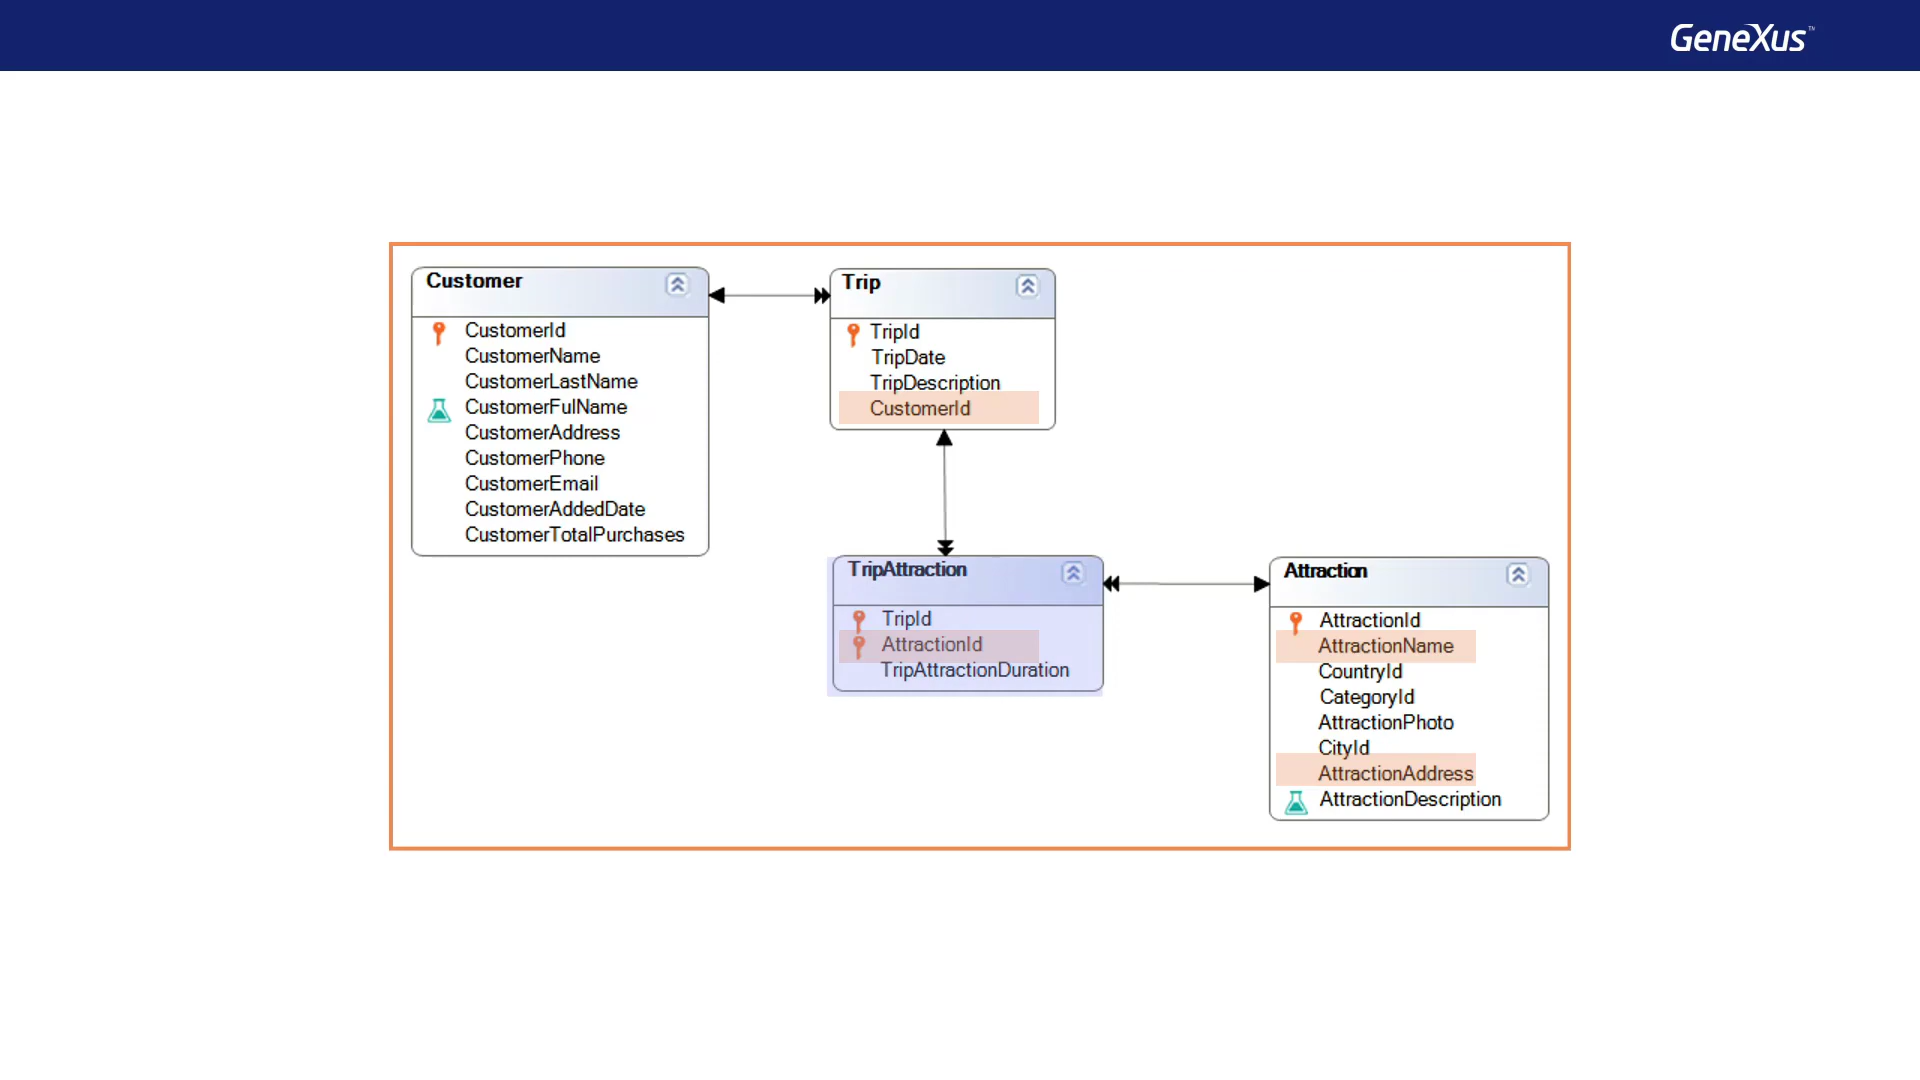 GeneXus™
Customer
CustomerId
CustomerName
CustomerLastName
CustomerFulName
CustomerAddress
CustomerPhone
CustomerEmail
CustomerAddedDate
CustomerTotalPurchases
Trip
TripId
TripDate
TripDescription
CustomerId
TripAttraction
TripId
AttractionId
TripAttractionDuration
Attraction
AttractionId
AttractionName
CountryId
CategoryId
AttractionPhoto
CityId
AttractionAddress
AttractionDescription